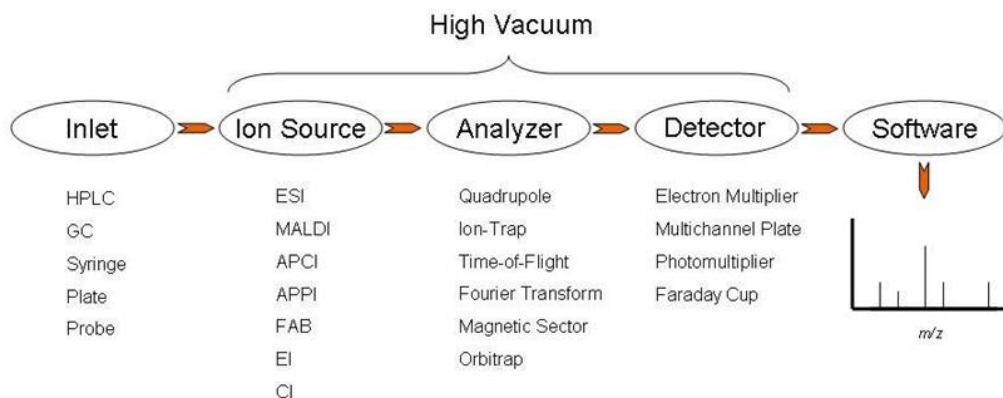 High Vacuum
Inlet
Ion Source
Analyzer
Detector
Software
HPLC
GC
Syringe
Plate
Probe
ESI
MALDI
APCI
APPI
FAB
EI
CI
Quadrupole
Ion-Trap
Time-of-Flight
Fourier Transform
Magnetic Sector
Orbitrap
Electron Multiplier
Multichannel Plate
Photomultiplier
Faraday Cup
m/z